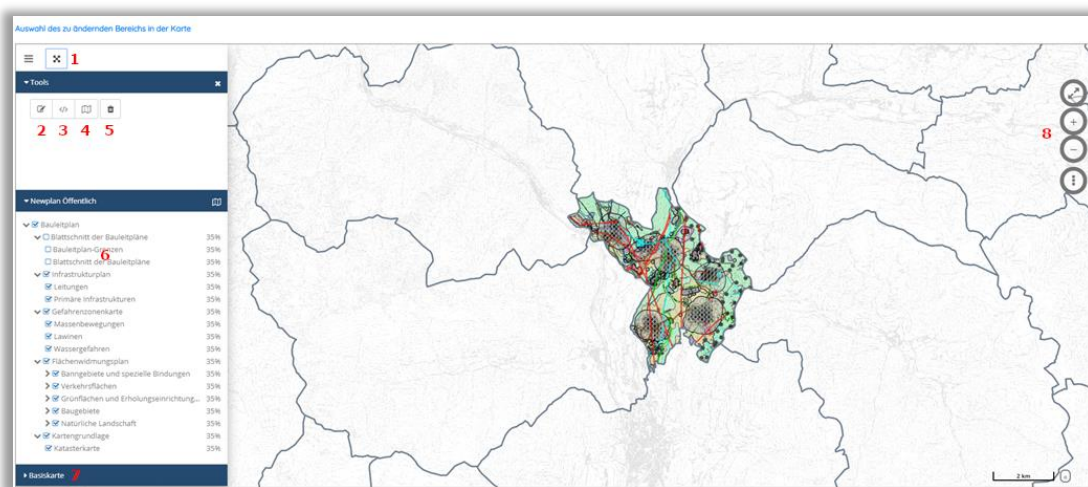 Auswahl des zu ändernden Bereichs in der Karte
1
Tools
2 3 4 5
8
Newplan Öffentlich
Bauleitplan
Blattschnitt der Bauleitpläne 35%
Bauleitplan-Grenzen 35%
6
Blattschnitt der Bauleitpläne 35%
Infrastrukturplan 35%
Leitungen 35%
Primäre Infrastrukturen 35%
Gefahrenzonenkarte 35%
Massenbewegungen 35%
Lawinen 35%
Wassergefahren 35%
Flächenwidmungsplan 35%
Banngebiete und spezielle Bindungen 35%
Verkehrsflächen 35%
Grünflächen und Erholungseinrichtung... 35%
Baugebiete 35%
Natürliche Landschaft 35%
Kartengrundlage 35%
Katasterkarte 35%
Basiskarte 7
2 km